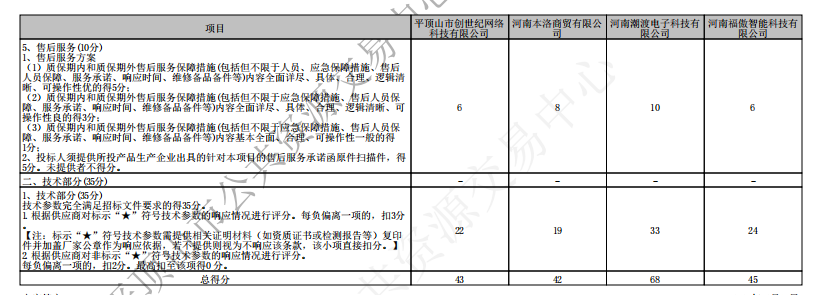 项目
平顶山市创世纪网络
科技有限公司
河南本洛商贸有限公
司
河南潮渡电子科技有
限公司
河南福傲智能科技有
限公司
5、售后服务(10分)
1、售后服务方案
（1）质保期内和质保期外售后服务保障措施(包括但不限于人员、应急保障措施、售后
人员保障、服务承诺、响应时间、维修备品备件等)内容全面详尽、具体、合理、逻辑清
晰、可操作性优的得5分；
（2）质保期内和质保期外售后服务保障措施(包括但不限于应急保障措施、售后人员保
障、服务承诺、响应时间、维修备品备件等)内容全面详尽、具体、合理、逻辑清晰、可
操作性良的得3分；
（3）质保期内和质保期外售后服务保障措施(包括但不限于应急保障措施、售后人员保
障、服务承诺、响应时间、维修备品备件等)内容基本全面、合理、可操作性一般的得
1分；
2、投标人须提供所投产品生产企业出具的针对本项目的售后服务承诺函原件扫描件，得
5分。未提供者不得分。
6
8
10
6
二、技术部分(35分)
-
-
-
-
1、技术部分(35分)
技术参数完全满足招标文件要求的得35分。
1 根据供应商对标示“★”符号技术参数的响应情况进行评分。每负偏离一项的，扣3分
。
【注：标示“★”符号技术参数需提供相关证明材料（如资质证书或检测报告等）复印
件并加盖厂家公章作为响应依据，若不提供则视为不响应该条款，该小项直接扣分。】
2 根据供应商对非标示“★”符号技术参数的响应情况进行评分。
每负偏离一项的，扣2分。最高扣至该项得0分。
22
19
33
24
总得分
43
42
68
45